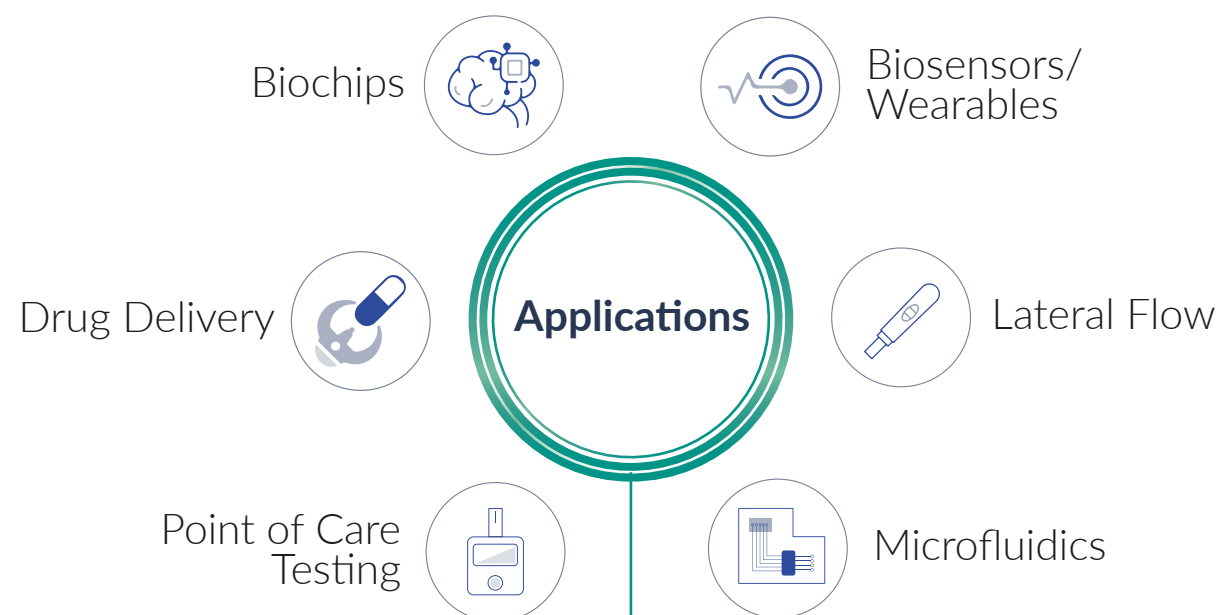 Biochips
Biosensors/
Wearables
Drug Delivery
Applications
Lateral Flow
Point of Care
Testing
Microfluidics